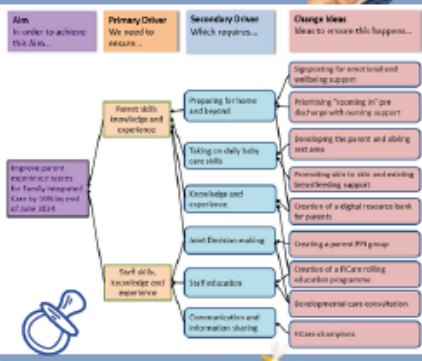 Aim
In order to achieve
this Aim...
Primary Driver
We need to
ensure...
Secondary Driver
Which requires...
Change Ideas
Ideas to ensure this happens...
Improve parent
experience scores
for Family Integrated
Care by 10% by end
of June 2024
Parent skills
knowledge and
experience
Staff skills,
knowledge and
experience
Preparing for home
and beyond
Taking on daily baby
care skills
Knowledge and
experience
Joint Decision making
Staff education
Communication and
information sharing
Signposting for emotional and
wellbeing support
Prioritising "rooming in" pre
discharge with nursing support
Developing the parent and sibling
rest area
Promoting skin to skin and existing
breastfeeding support
Creation of a digital resource bank
for parents
Creating a parent PPI group
Creation of a FiCare rolling
education programme
Developmental care consultation
FiCare champions